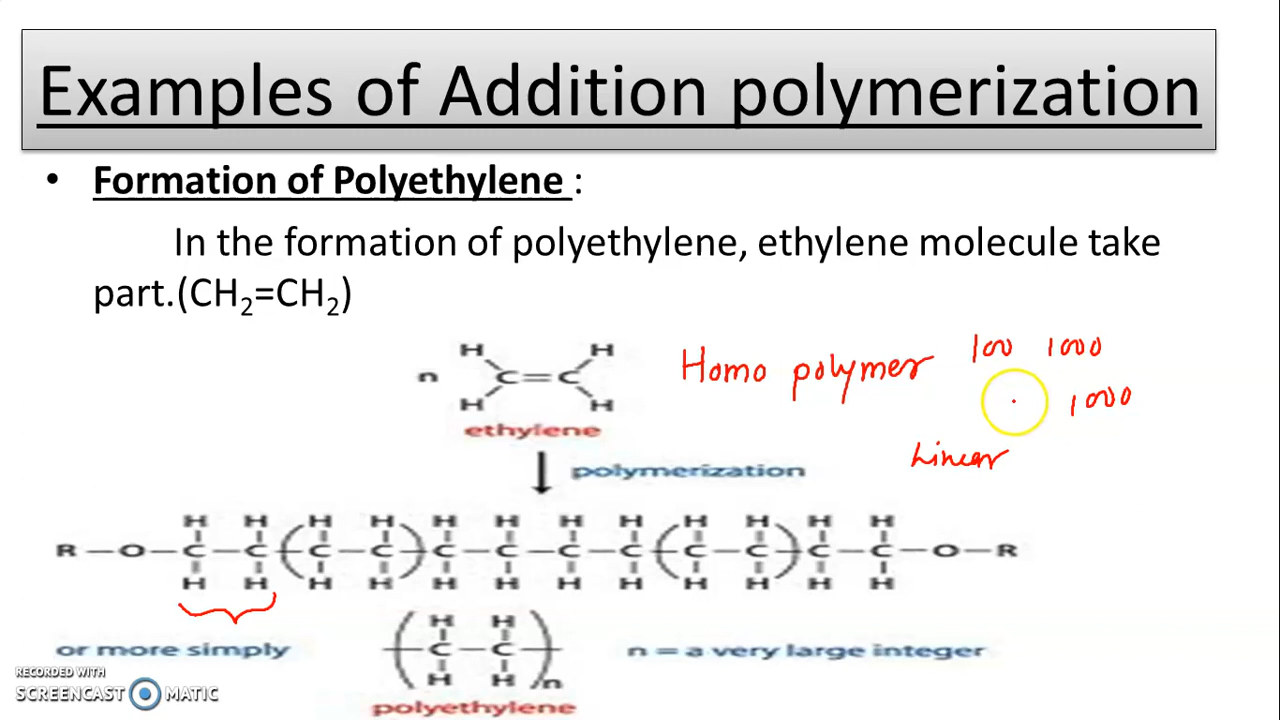 Examples of Addition polymerization
• Formation of Polyethylene :
In the formation of polyethylene, ethylene molecule take
part.(CH₂=CH₂)
H H
n C=C
H H
ethylene
Homo polymer 100 1000
1000
Linear
polymerization
H H H H H H H H H H H H
R—O—C—C—(C—C)—C—C—C—C—(C—C)—C—C—O—R
H H H H H H H H H H H H
or more simply
H H
(C—C)n
H H
n = a very large integer
polyethylene
RECORDED WITH
SCREENCAST MATIC